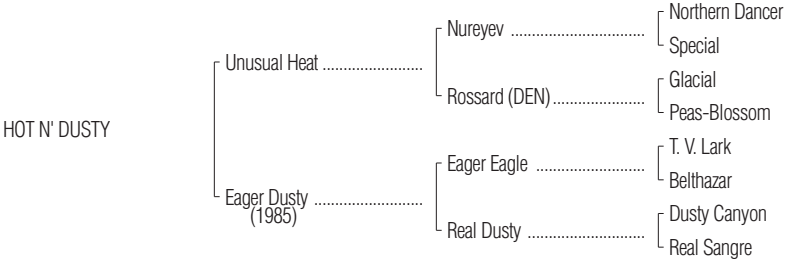 Northern Dancer
Nureyev ................................
Special
Unusual Heat ........................
Glacial
Rossard (DEN)......................
Peas-Blossom
HOT N' DUSTY
T. V. Lark
Eager Eagle ..........................
Belthazar
Eager Dusty ..........................
(1985)
Dusty Canyon
Real Dusty ............................
Real Sangre